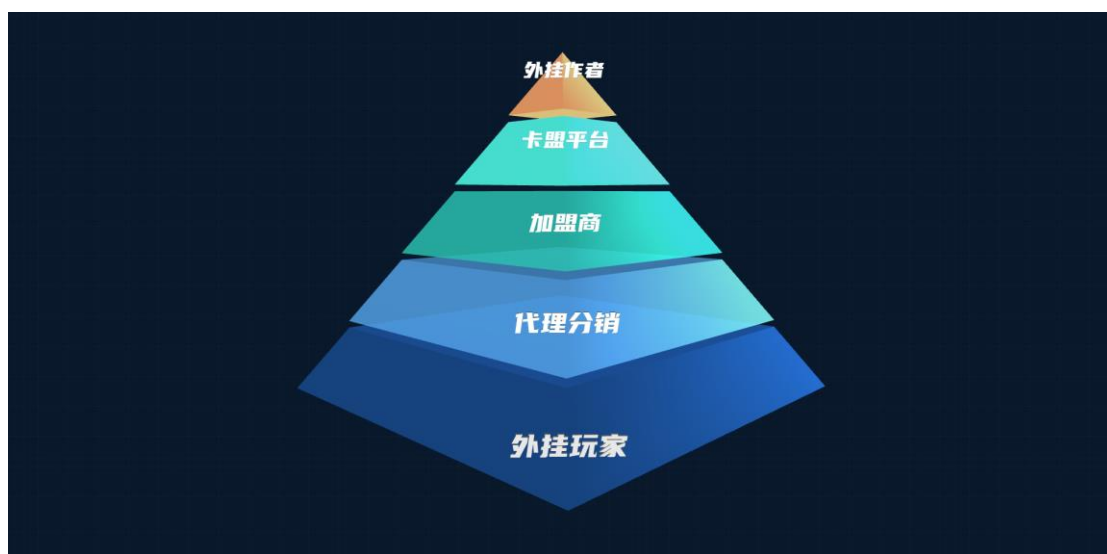 外挂作者
卡盟平台
加盟商
代理分销
外挂玩家